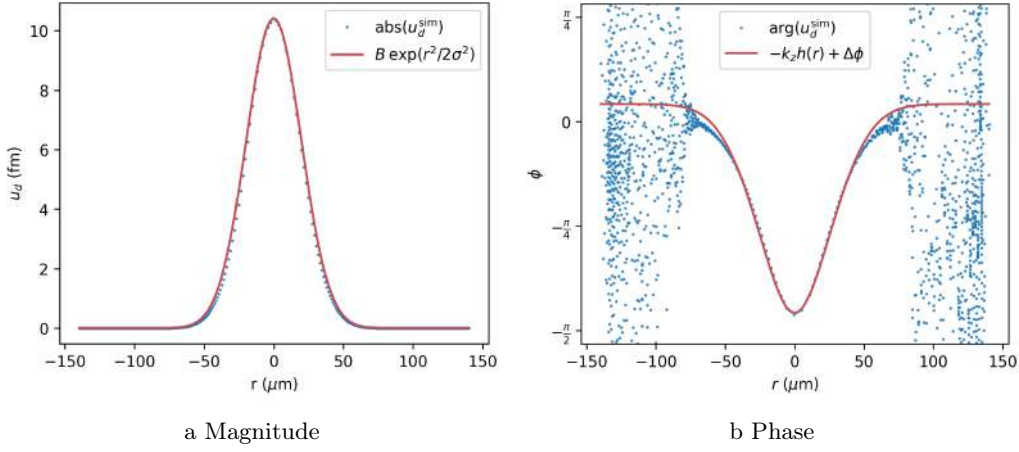 abs(u_d^sim)
B exp(r²/2σ²)
u_d (fm)
10
8
6
4
2
0
−150 −100 −50 0 50 100 150
r (μm)
a Magnitude
arg(u_d^sim)
−k_z h(r) + Δϕ
ϕ
π/4
0
−π/4
−π/2
−150 −100 −50 0 50 100 150
r (μm)
b Phase